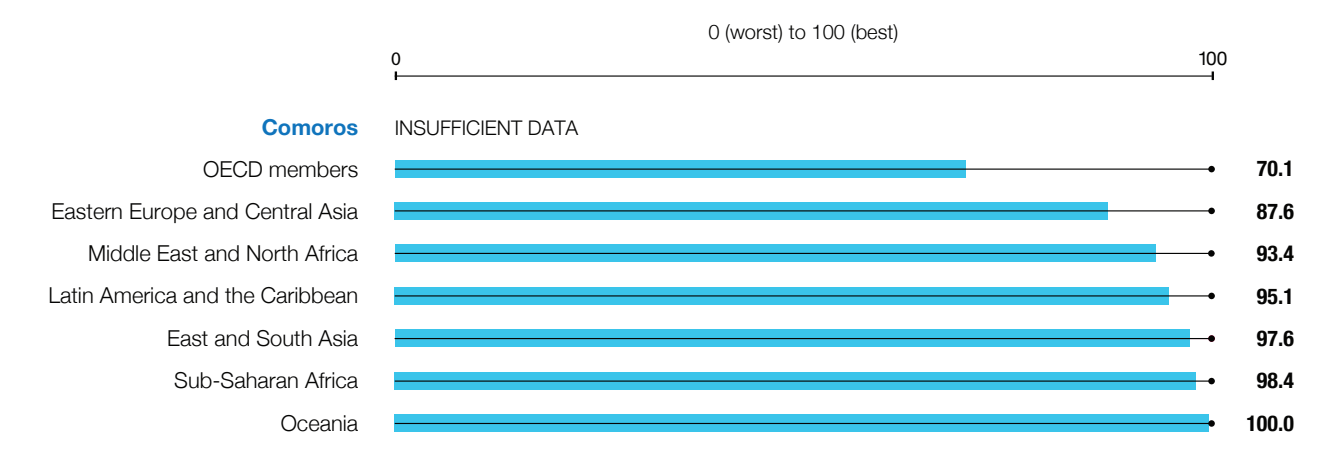 0 (worst) to 100 (best)
0 100
Comoros INSUFFICIENT DATA
OECD members 70.1
Eastern Europe and Central Asia 87.6
Middle East and North Africa 93.4
Latin America and the Caribbean 95.1
East and South Asia 97.6
Sub-Saharan Africa 98.4
Oceania 100.0